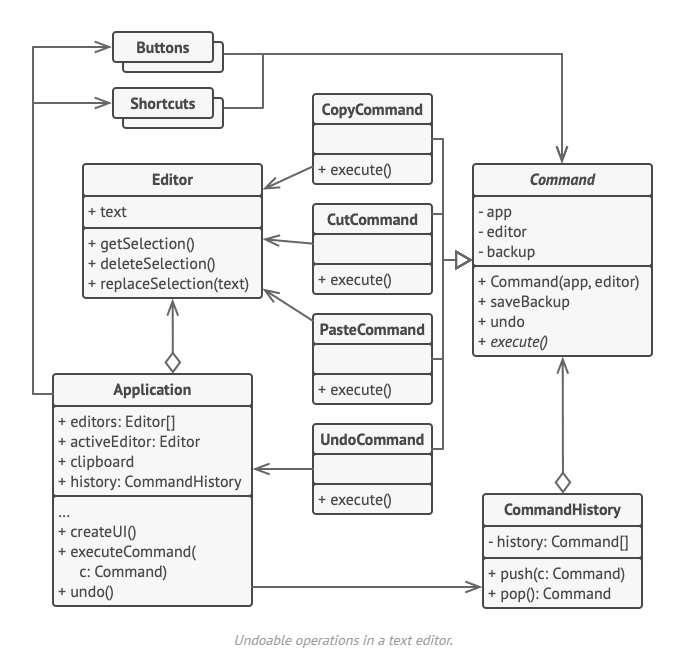 Buttons
Shortcuts
CopyCommand
+ execute()
Editor
+ text
+ getSelection()
+ deleteSelection()
+ replaceSelection(text)
CutCommand
+ execute()
Command
- app
- editor
- backup
+ Command(app, editor)
+ saveBackup
+ undo
+ execute()
PasteCommand
+ execute()
Application
+ editors: Editor[]
+ activeEditor: Editor
+ clipboard
+ history: CommandHistory
...
+ createUI()
+ executeCommand(
c: Command)
+ undo()
UndoCommand
+ execute()
CommandHistory
- history: Command[]
+ push(c: Command)
+ pop(): Command
Undoable operations in a text editor.